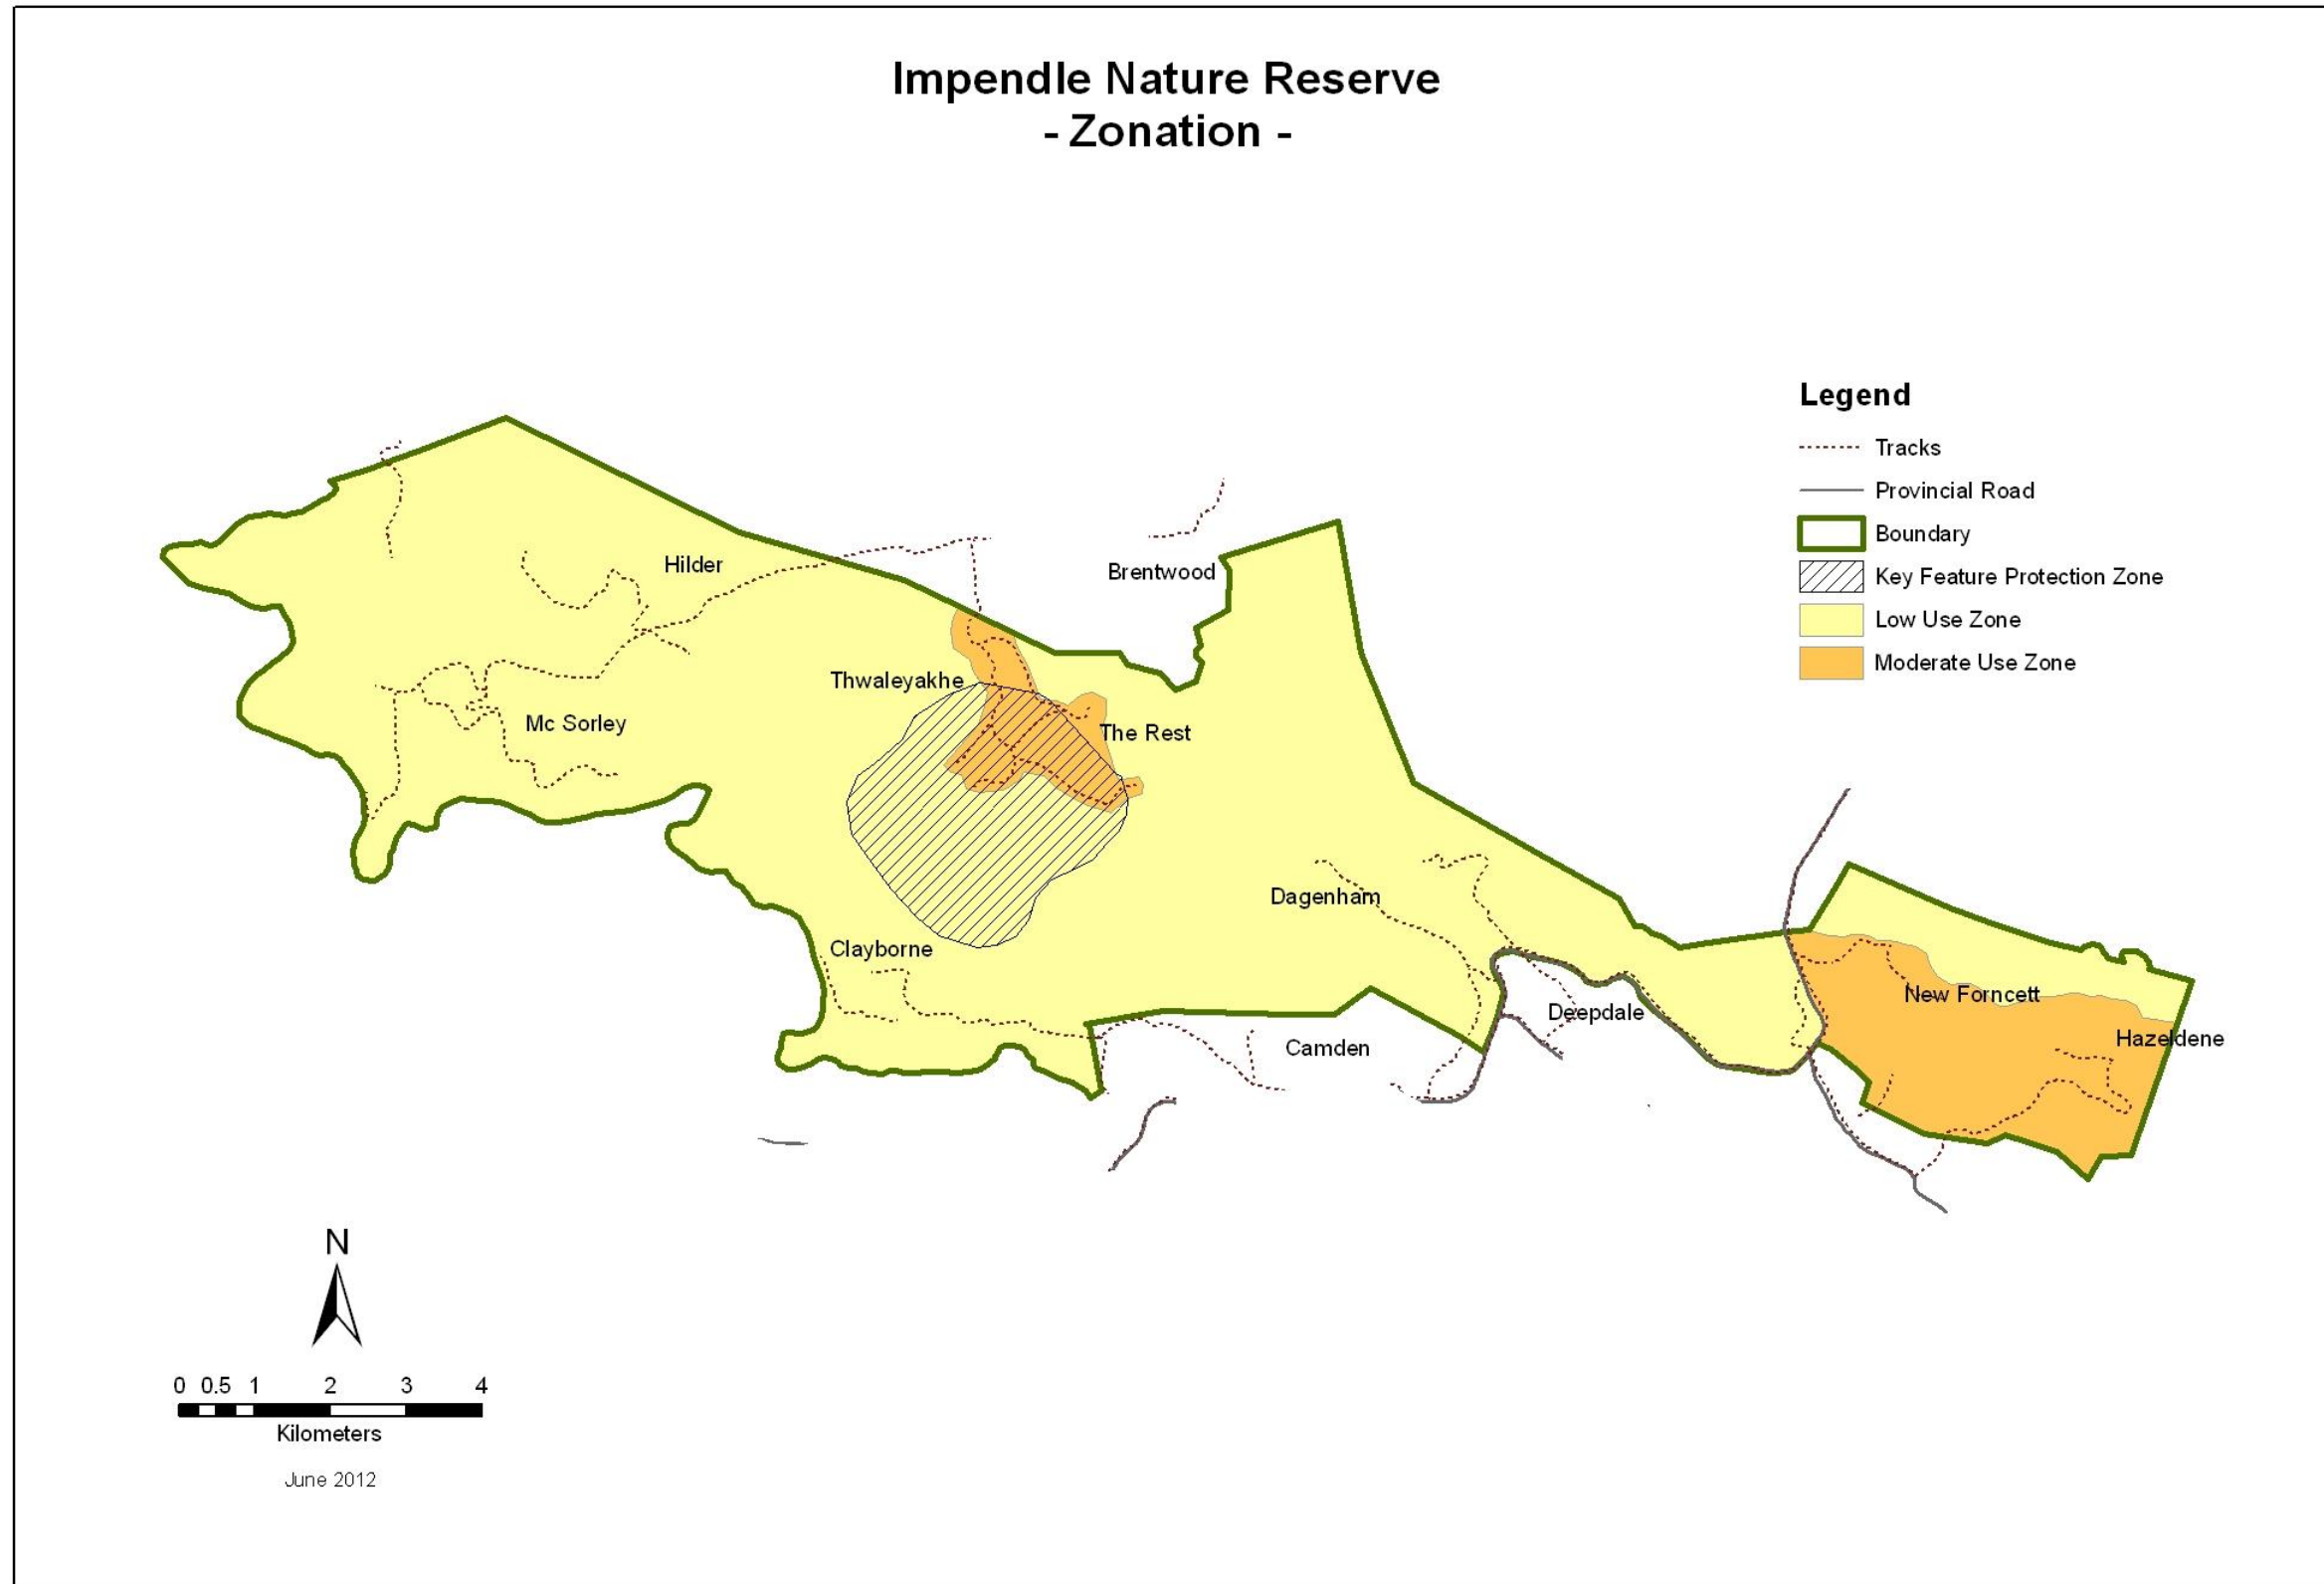 Impendle Nature Reserve
- Zonation -
Legend
Tracks
Provincial Road
Boundary
Key Feature Protection Zone
Low Use Zone
Moderate Use Zone
Hilder
Brentwood
Thwaleyakhe
Mc Sorley
The Rest
Dagenham
Clayborne
New Forncett
Deepdale
Hazeldene
Camden
N
0 0.5 1 2 3 4
Kilometers
June 2012